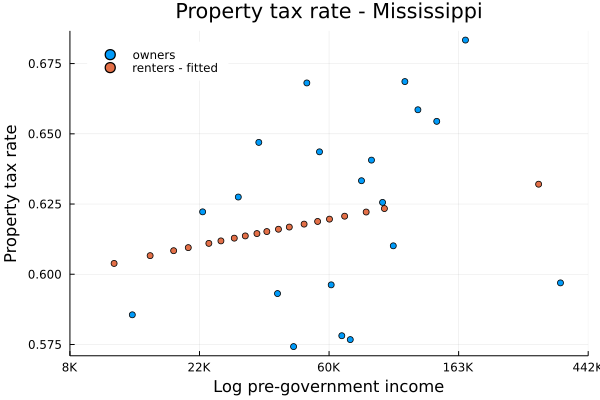 Property tax rate - Mississippi
owners
renters - fitted
Property tax rate
0.675
0.650
0.625
0.600
0.575
8K 22K 60K 163K 442K
Log pre-government income